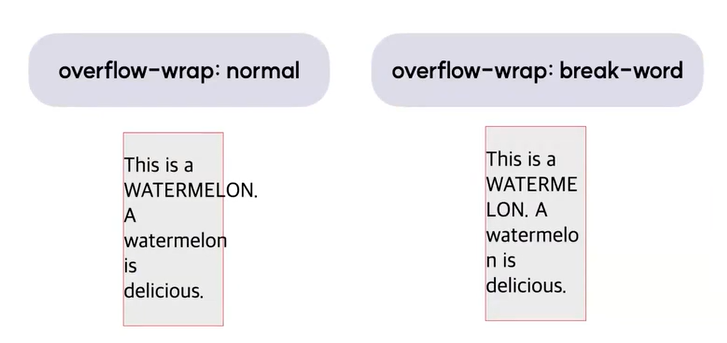 overflow-wrap: normal
This is a
WATERMELON.
A
watermelon
is
delicious.
overflow-wrap: break-word
This is a
WATERME
LON. A
watermelo
n is
delicious.